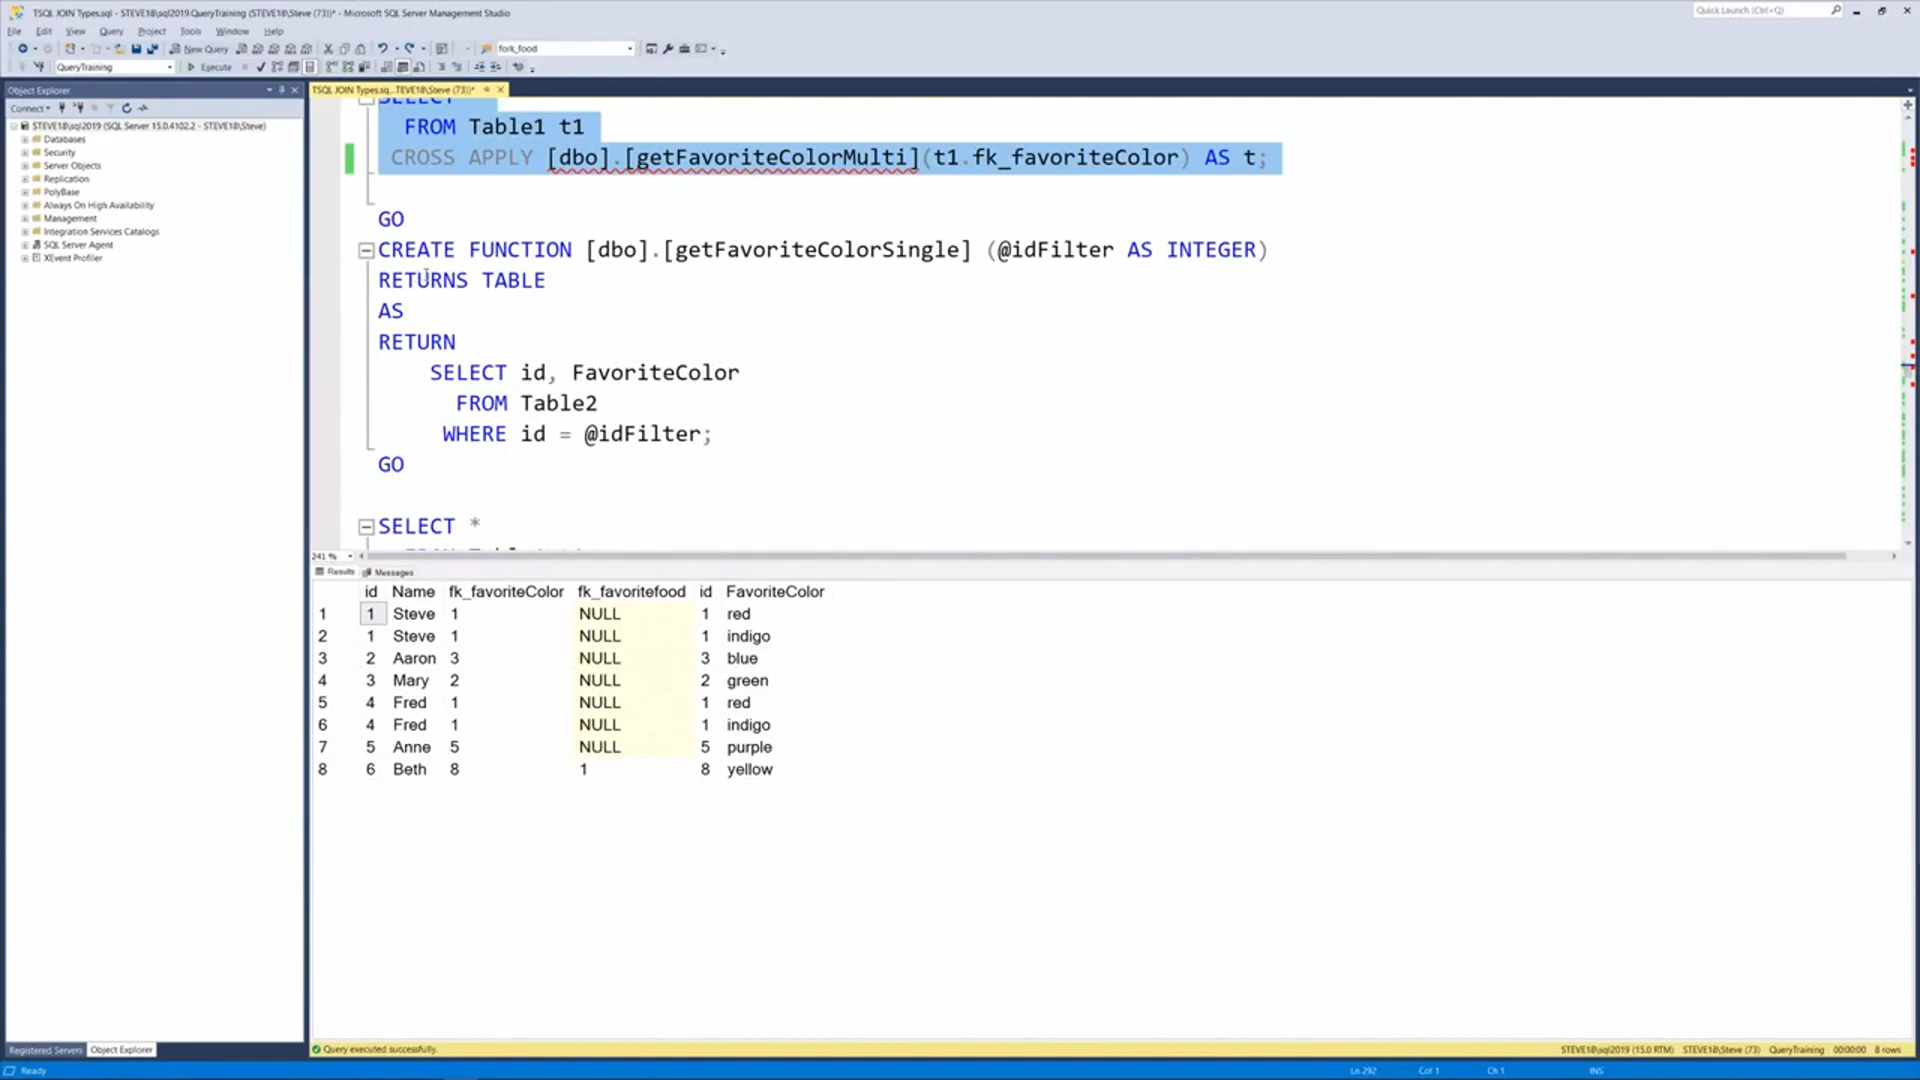 TSQL JOIN Types.sql - STEVE18\sql2019.QueryTraining (STEVE18\Steve (73))* - Microsoft SQL Server Management Studio
Quick Launch (Ctrl+Q)
File Edit View Query Project Tools Window Help
New Query
fork_food
QueryTraining
Execute
Object Explorer
TSQL JOIN Types.sq...TEVE18\Steve (73))*
Connect
STEVE18\sql2019 (SQL Server 15.0.4102.2 - STEVE18\Steve)
Databases
Security
Server Objects
Replication
PolyBase
Always On High Availability
Management
Integration Services Catalogs
SQL Server Agent
XEvent Profiler
SELECT
FROM Table1 t1
CROSS APPLY [dbo].[getFavoriteColorMulti](t1.fk_favoriteColor) AS t;
GO
CREATE FUNCTION [dbo].[getFavoriteColorSingle] (@idFilter AS INTEGER)
RETURNS TABLE
AS
RETURN
SELECT id, FavoriteColor
FROM Table2
WHERE id = @idFilter;
GO
SELECT *
241 %
Results Messages
id Name fk_favoriteColor fk_favoritefood id FavoriteColor
1 1 Steve 1 NULL 1 red
2 1 Steve 1 NULL 1 indigo
3 2 Aaron 3 NULL 3 blue
4 3 Mary 2 NULL 2 green
5 4 Fred 1 NULL 1 red
6 4 Fred 1 NULL 1 indigo
7 5 Anne 5 NULL 5 purple
8 6 Beth 8 1 8 yellow
Registered Servers Object Explorer
Query executed successfully.
STEVE18\sql2019 (15.0 RTM) STEVE18\Steve (73) QueryTraining 00:00:00 8 rows
Ready
Ln 292 Col 1 Ch 1 INS